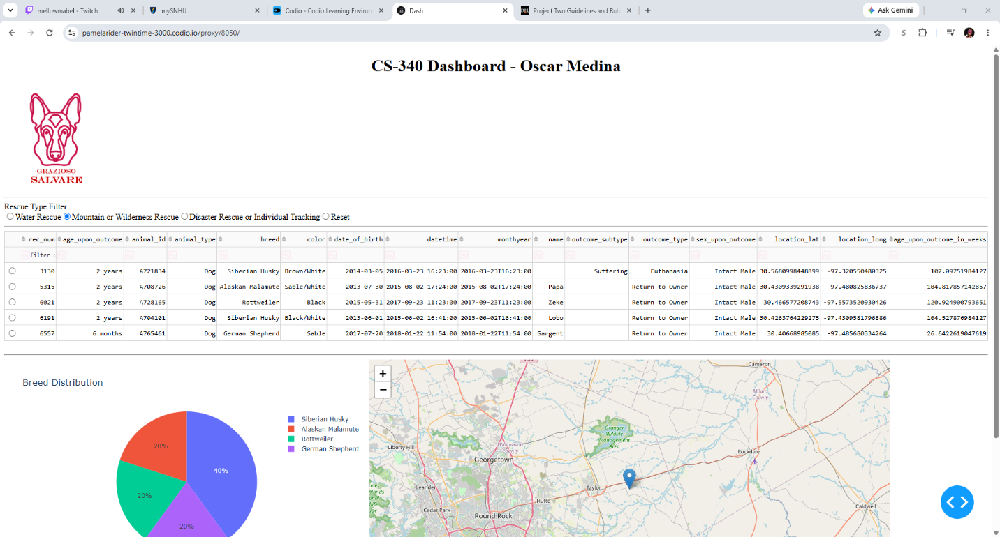 mellowmabel - Twitch
mySNHU
Codio - Codio Learning Environ
Dash
Project Two Guidelines and Rub
Ask Gemini
pamelarider-twintime-3000.codio.io/proxy/8050/
CS-340 Dashboard - Oscar Medina
GRAZIOSO
SALVARE
Rescue Type Filter
Water Rescue Mountain or Wilderness Rescue Disaster Rescue or Individual Tracking Reset
rec_num age_upon_outcome animal_id animal_type breed color date_of_birth datetime monthyear name outcome_subtype outcome_type sex_upon_outcome location_lat location_long age_upon_outcome_in_weeks
filter
3130 2 years A721834 Dog Siberian Husky Brown/White 2014-03-05 2016-03-23 16:23:00 2016-03-23T16:23:00 Suffering Euthanasia Intact Male 30.5680998448899 -97.320550480325 107.09751984127
5315 2 years A708726 Dog Alaskan Malamute Sable/White 2013-07-30 2015-08-02 17:24:00 2015-08-02T17:24:00 Papa Return to Owner Intact Male 30.4309339291938 -97.480825836737 104.817857142857
6021 2 years A728165 Dog Rottweiler Black 2015-05-31 2017-09-23 11:23:00 2017-09-23T11:23:00 Zeke Return to Owner Intact Male 30.466577208743 -97.5573520930426 120.924900793651
6191 2 years A704101 Dog Siberian Husky Black/White 2013-06-01 2015-06-02 16:41:00 2015-06-02T16:41:00 Lobo Return to Owner Intact Male 30.4263764229275 -97.4309581796886 104.527876984127
6557 6 months A765461 Dog German Shepherd Sable 2017-07-20 2018-01-22 11:54:00 2018-01-22T11:54:00 Sargent Return to Owner Intact Male 30.40668985085 -97.485680334264 26.6422619047619
Breed Distribution
40%
20%
20%
20%
Siberian Husky
Alaskan Malamute
Rottweiler
German Shepherd
+
−
Cameron
Milam
County
Granger
Wildlife
Management
Area
Liberty Hill
Williamson
County
Georgetown
Rockdale
Leander
Taylor
Hutto
Cedar Park
Round Rock
Caldwell